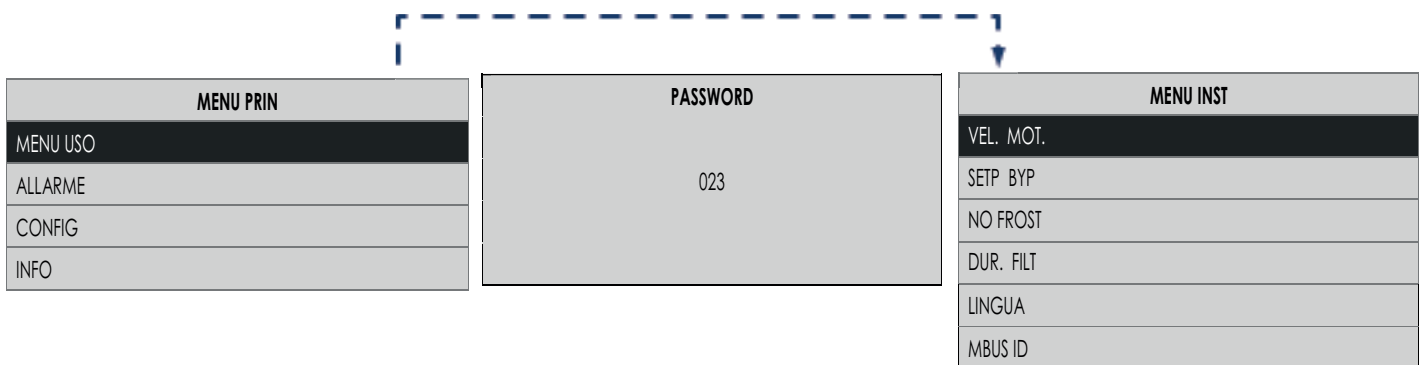 MENU PRIN
MENU USO
ALLARME
CONFIG
INFO
PASSWORD
023
MENU INST
VEL. MOT.
SETP BYP
NO FROST
DUR. FILT
LINGUA
MBUS ID